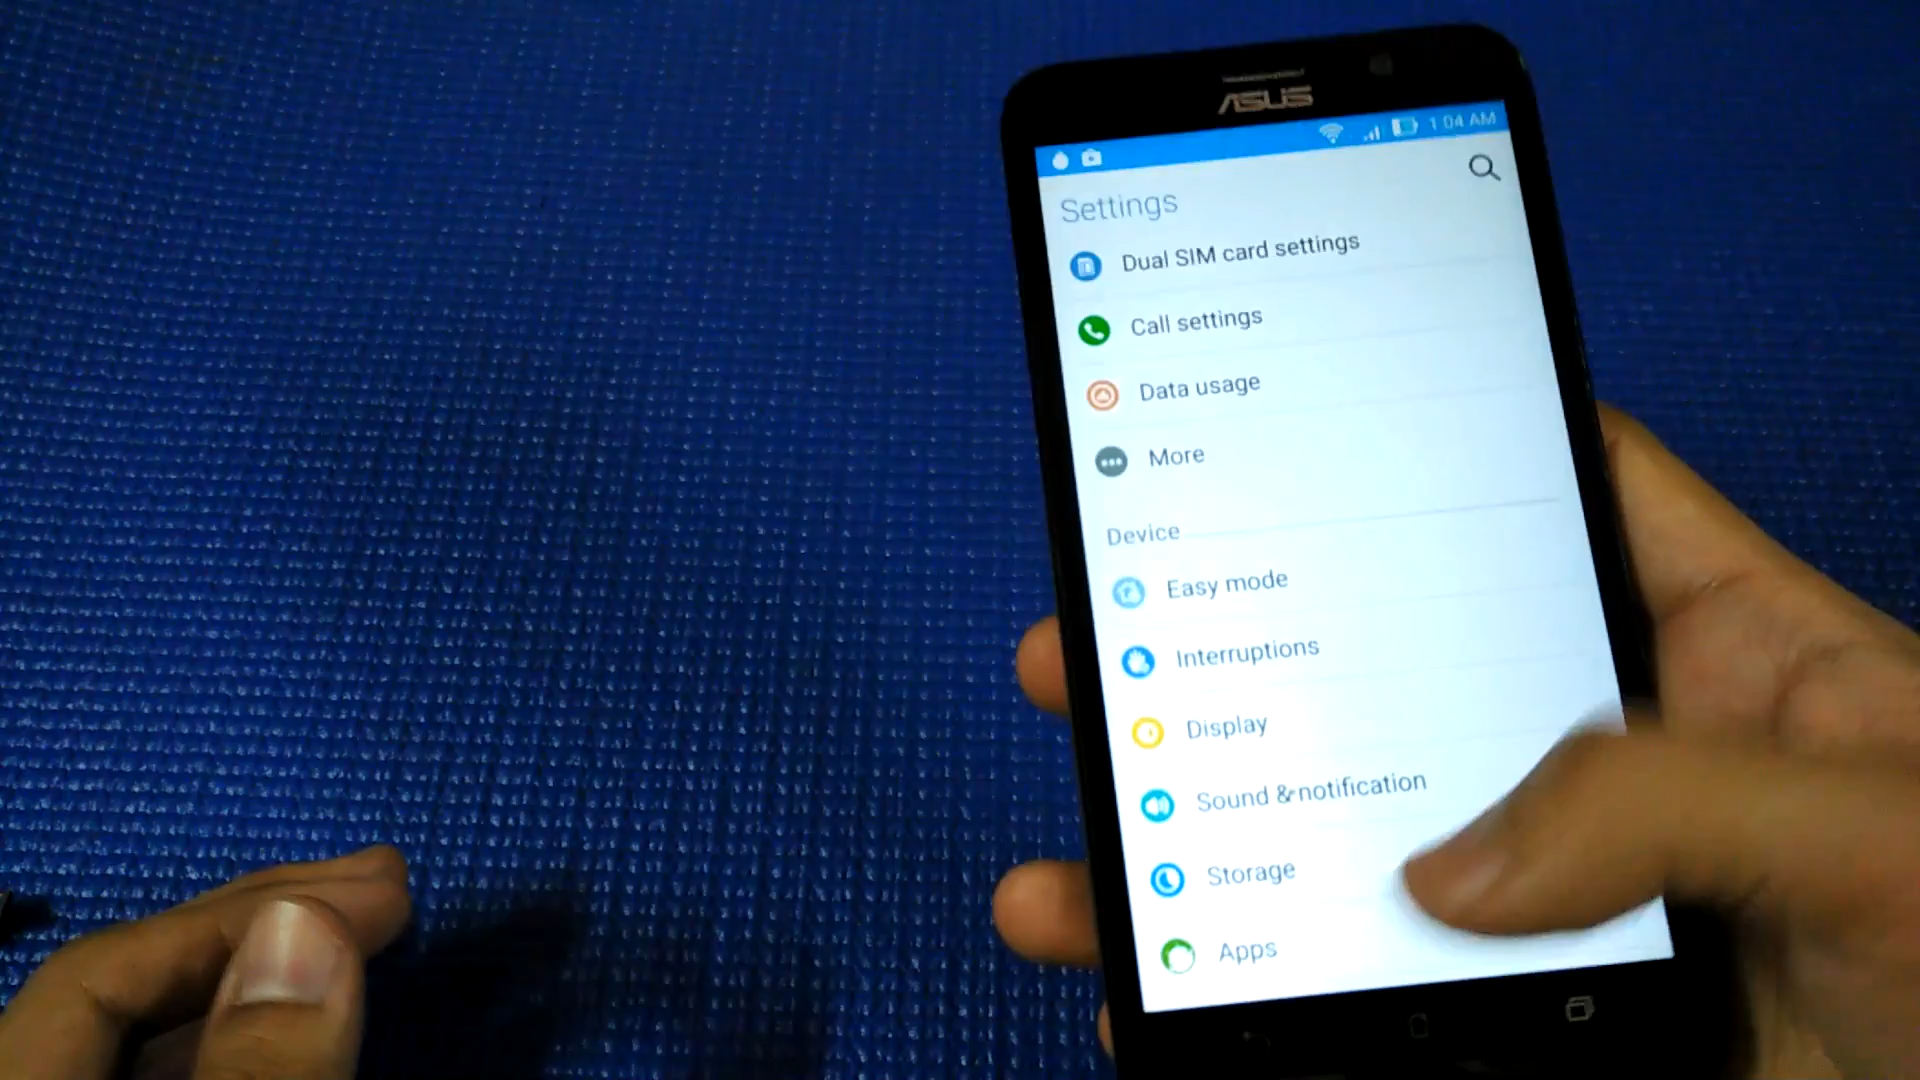 ASUS
1:04 AM
Settings
Dual SIM card settings
Call settings
Data usage
More
Device
Easy mode
Interruptions
Display
Sound & notification
Storage
Apps